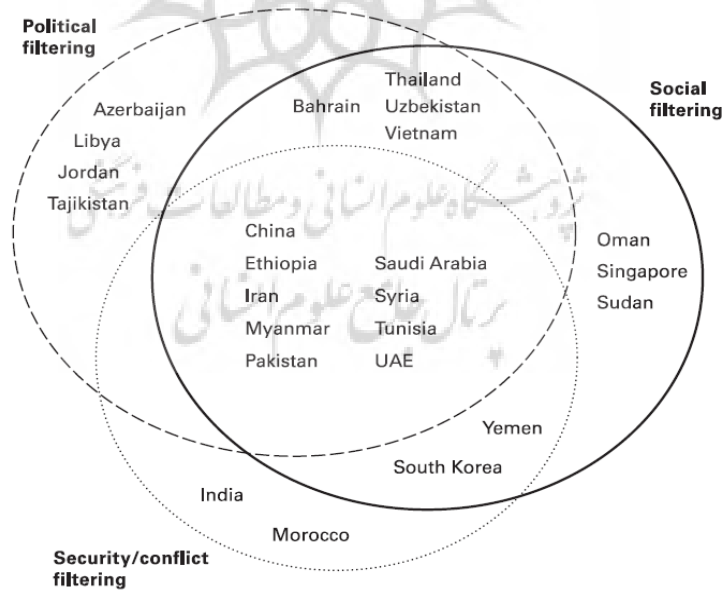 Political
filtering
Social
filtering
Azerbaijan
Libya
Jordan
Tajikistan
Bahrain
Thailand
Uzbekistan
Vietnam
China
Ethiopia
Iran
Myanmar
Pakistan
Saudi Arabia
Syria
Tunisia
UAE
Oman
Singapore
Sudan
Yemen
South Korea
India
Morocco
Security/conflict
filtering
پژوهشگاه علوم انسانی و مطالعات فرهنگی
پرتال جامع علوم انسانی